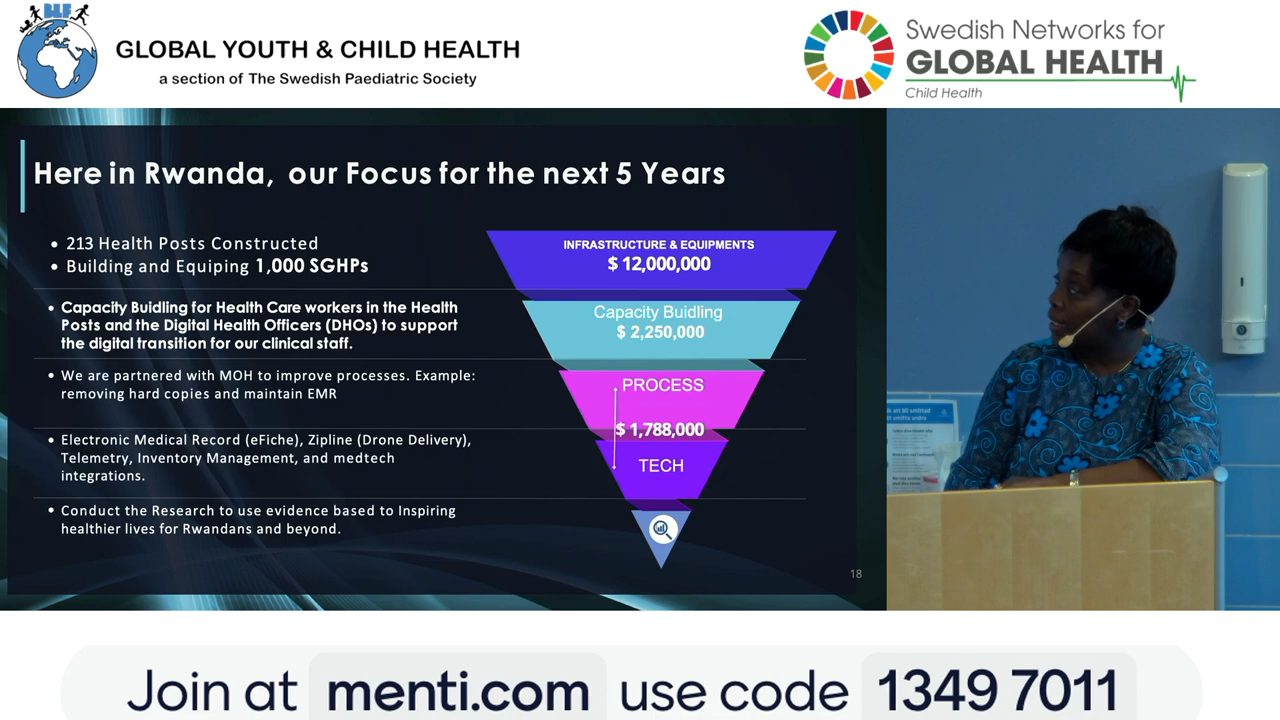 BLF
GLOBAL YOUTH & CHILD HEALTH
a section of The Swedish Paediatric Society
Swedish Networks for
GLOBAL HEALTH
Child Health
Here in Rwanda, our Focus for the next 5 Years
• 213 Health Posts Constructed
• Building and Equiping 1,000 SGHPs
• Capacity Buidling for Health Care workers in the Health
Posts and the Digital Health Officers (DHOs) to support
the digital transition for our clinical staff.
• We are partnered with MOH to improve processes. Example:
removing hard copies and maintain EMR
• Electronic Medical Record (eFiche), Zipline (Drone Delivery),
Telemetry, Inventory Management, and medtech
integrations.
• Conduct the Research to use evidence based to Inspiring
healthier lives for Rwandans and beyond.
INFRASTRUCTURE & EQUIPMENTS
$ 12,000,000
Capacity Buidling
$ 2,250,000
PROCESS
$ 1,788,000
TECH
18
Join at menti.com use code 1349 7011